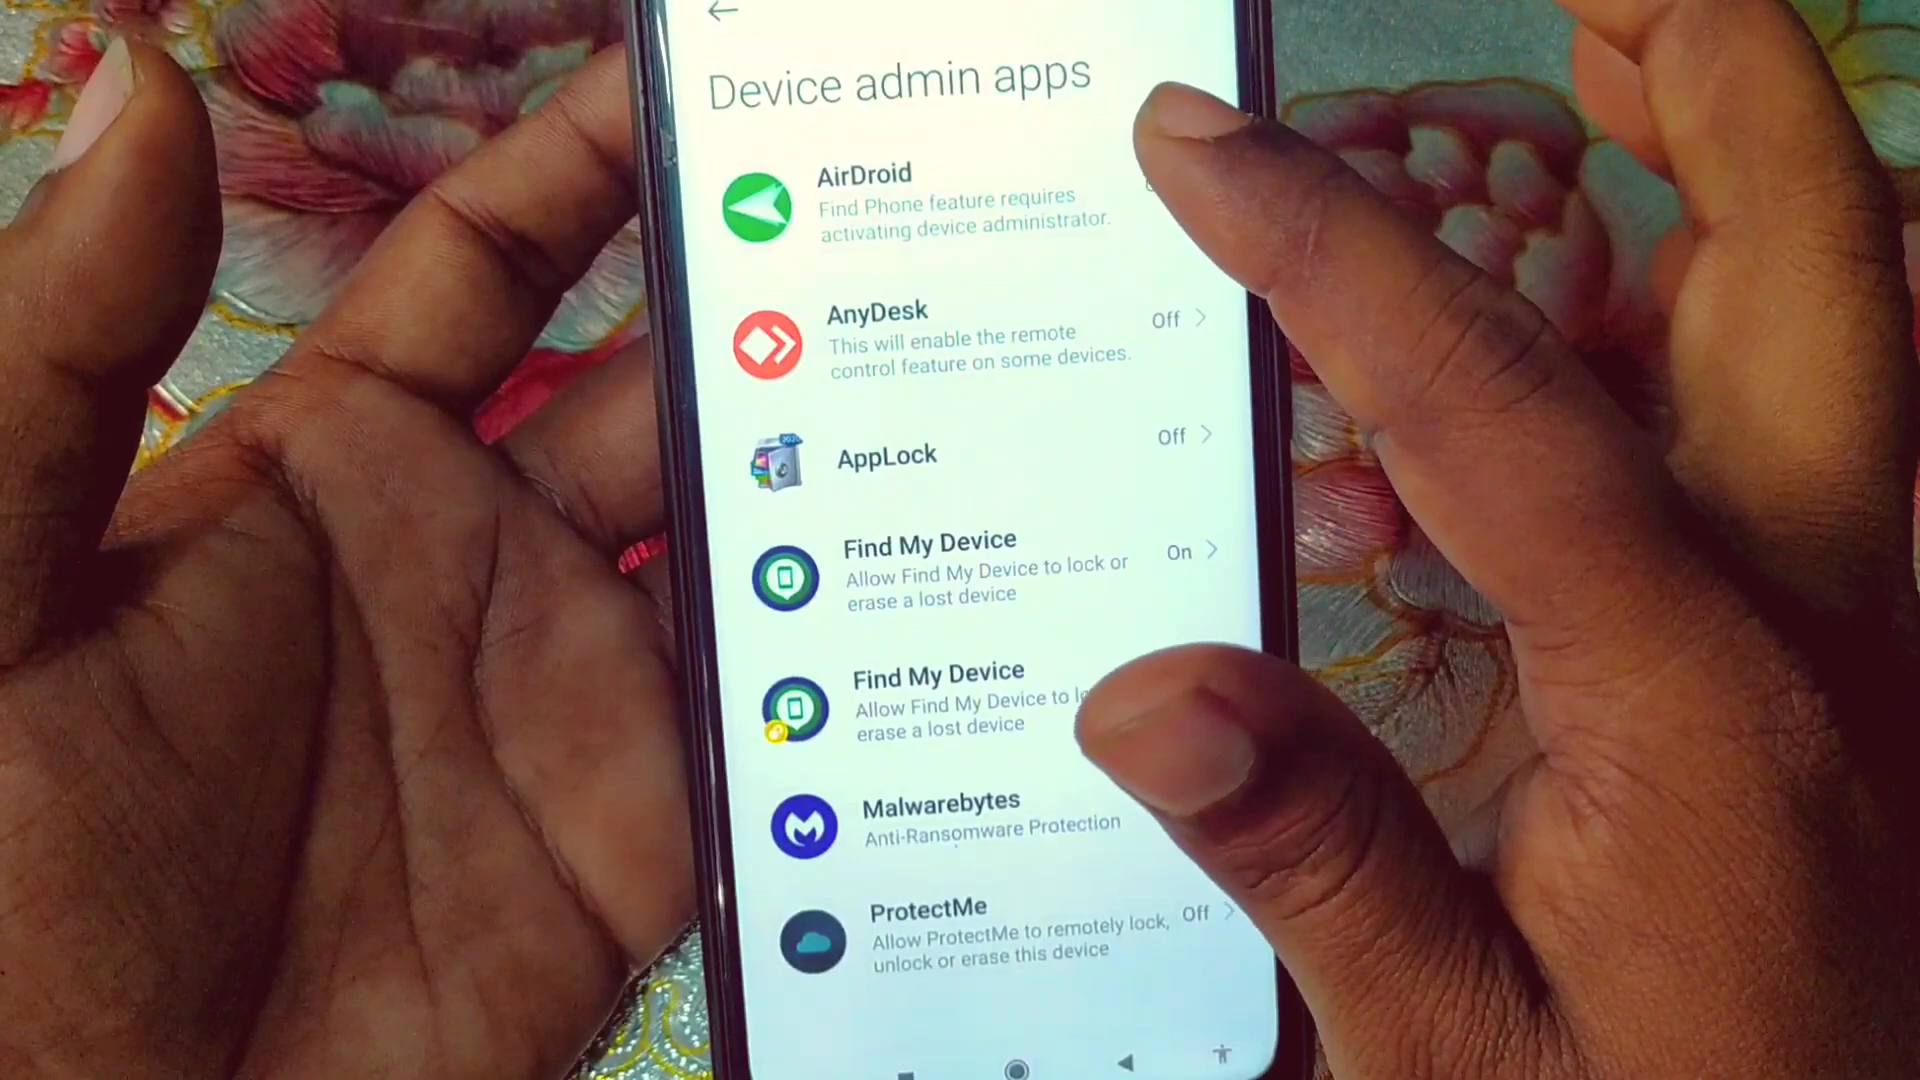 Device admin apps
AirDroid
Find Phone feature requires
activating device administrator.
AnyDesk
This will enable the remote
control feature on some devices.
Off
AppLock
Off
Find My Device
Allow Find My Device to lock or
erase a lost device
On
Find My Device
Allow Find My Device to
erase a lost device
Malwarebytes
Anti-Ransomware Protection
ProtectMe
Allow ProtectMe to remotely lock,
unlock or erase this device
Off